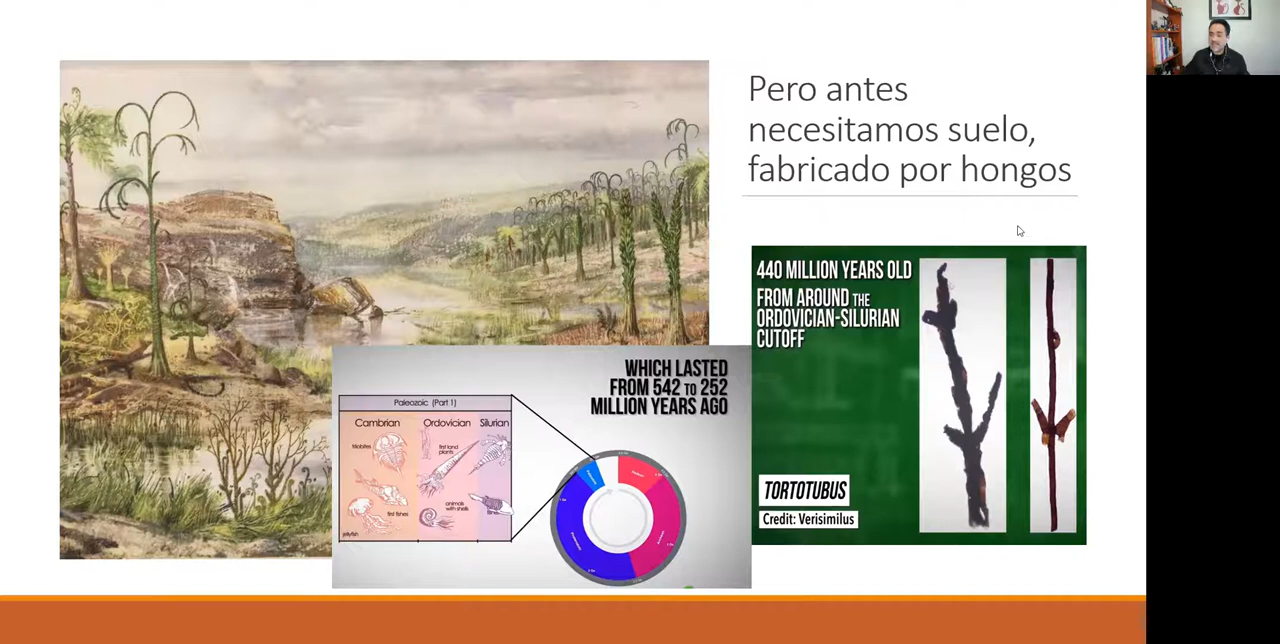 Pero antes
necesitamos suelo,
fabricado por hongos
440 MILLION YEARS OLD
FROM AROUND THE
ORDOVICIAN-SILURIAN
CUTOFF
TORTOTUBUS
Credit: Verisimilus
WHICH LASTED
FROM 542 TO 252
MILLION YEARS AGO
Paleozoic (Part 1)
Cambrian
Ordovician
Silurian
trilobites
first land
plants
first fishes
animals
with shells
jellyfish